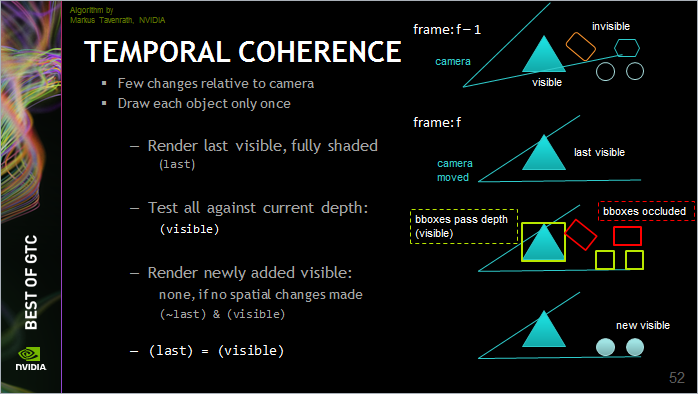 Algorithm by
Markus Tavenrath, NVIDIA
TEMPORAL COHERENCE
Few changes relative to camera
Draw each object only once
– Render last visible, fully shaded
(last)
– Test all against current depth:
(visible)
– Render newly added visible:
none, if no spatial changes made
(~last) & (visible)
– (last) = (visible)
frame: f – 1
invisible
camera
visible
frame: f
last visible
camera
moved
bboxes pass depth
(visible)
bboxes occluded
new visible
BEST OF GTC
NVIDIA
52